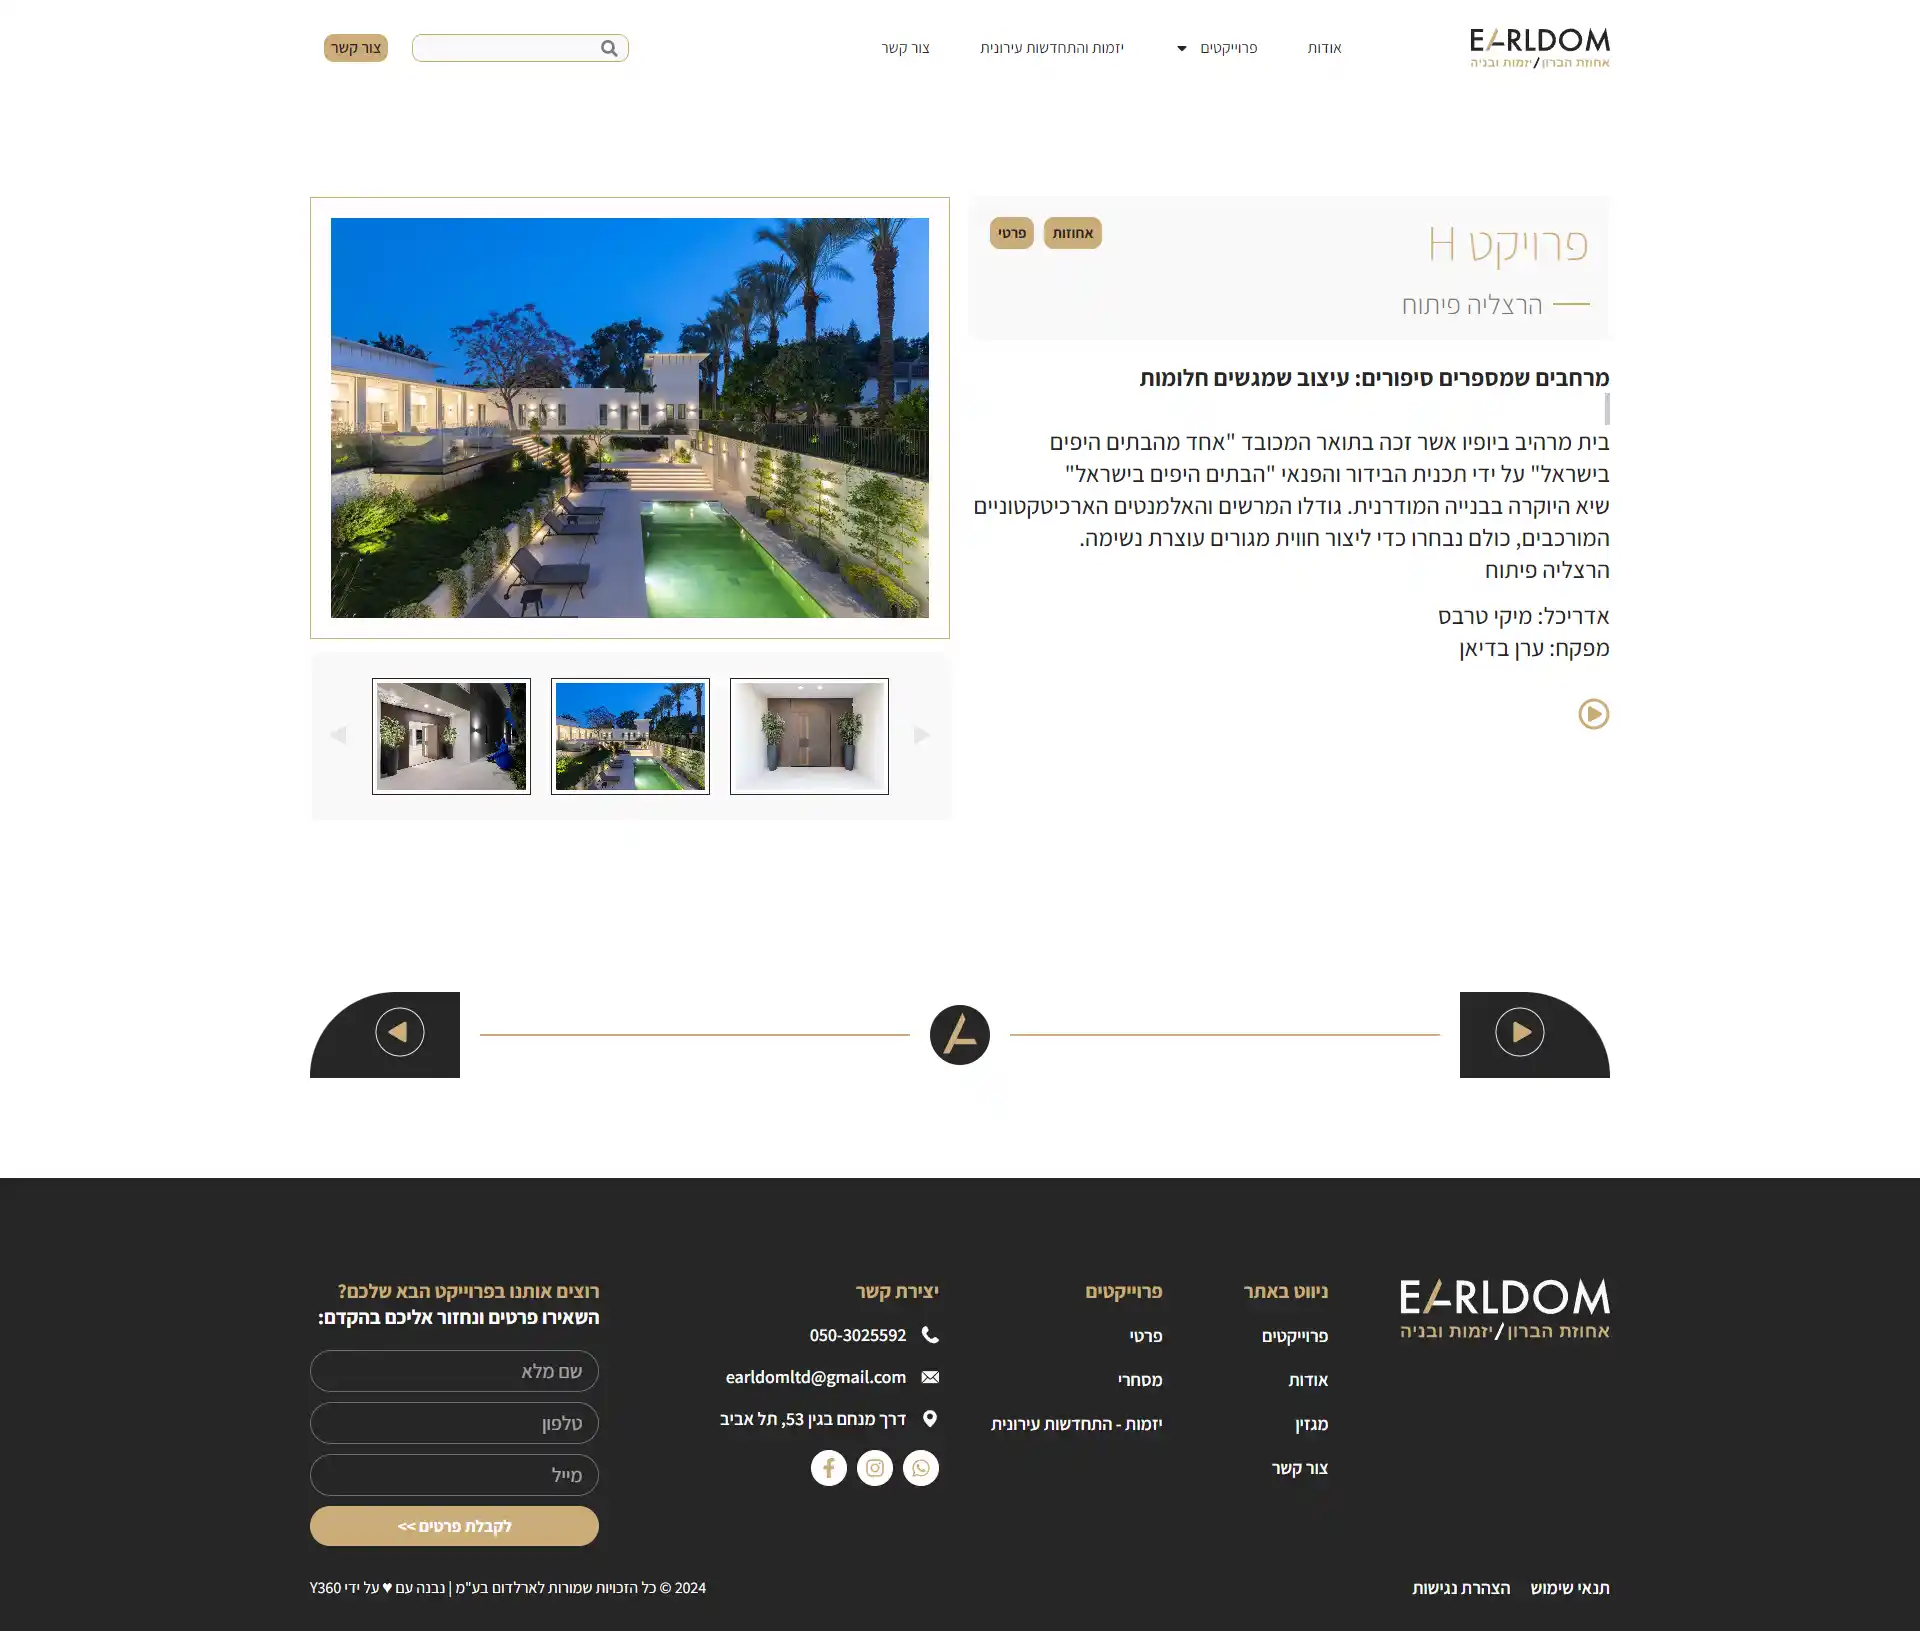 EARLDOM
אחוזת הברון/יזמות ובניה
אודות
פרוייקטים
יזמות והתחדשות עירונית
צור קשר
צור קשר
פרויקט H
הרצליה פיתוח
אחוזות
פרטי
מרחבים שמספרים סיפורים: עיצוב שמגשים חלומות
בית מרהיב ביופיו אשר זכה בתואר המכובד "אחד מהבתים היפים
בישראל" על ידי תכנית הבידור והפנאי "הבתים היפים בישראל"
שיא היוקרה בבנייה המודרנית. גודלו המרשים והאלמנטים הארכיטקטוניים
המורכבים, כולם נבחרו כדי ליצור חווית מגורים עוצרת נשימה.
הרצליה פיתוח
אדריכל: מיקי טרבס
מפקח: ערן בדיאן
EARLDOM
אחוזת הברון/יזמות ובניה
ניווט באתר
פרוייקטים
אודות
מגזין
צור קשר
פרוייקטים
פרטי
מסחרי
יזמות - התחדשות עירונית
יצירת קשר
050-3025592
earldomltd@gmail.com
דרך מנחם בגין 53, תל אביב
רוצים אותנו בפרוייקט הבא שלכם?
השאירו פרטים ונחזור אליכם בהקדם:
שם מלא
טלפון
מייל
לקבלת פרטים >>
תנאי שימוש
הצהרת נגישות
2024 © כל הזכויות שמורות לארלדום בע"מ | נבנה עם ♥ על ידי Y360